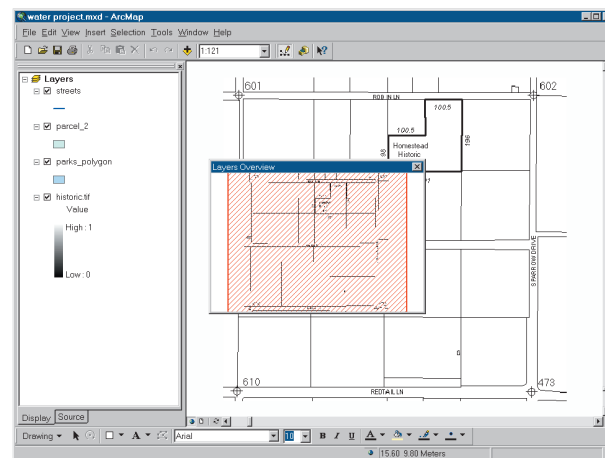 water project.mxd - ArcMap
File Edit View Insert Selection Tools Window Help
1:121
Layers
streets
parcel_2
parks_polygon
historic.tif
Value
High : 1
Low : 0
601
602
ROBIN LN
100.5
100.5
98
196
Homestead
Historic
Layers Overview
SPARROW DRIVE
610
REDTAIL LN
473
Display Source
Drawing
A
Arial
10
B I U A
15.60 9.80 Meters